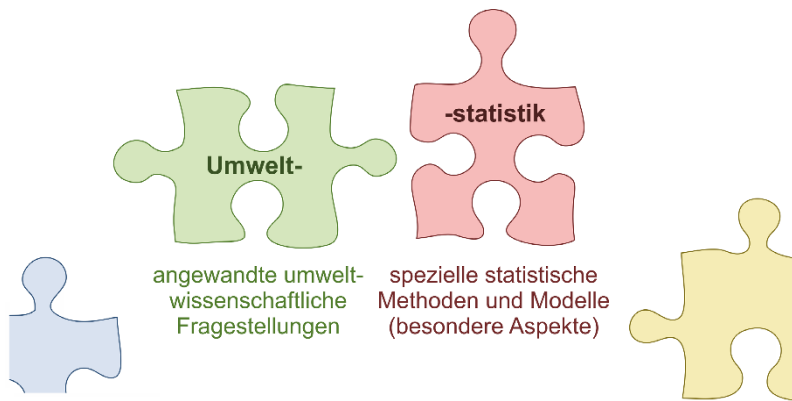 Umwelt-
-statistik
angewandte umwelt-
wissenschaftliche
Fragestellungen
spezielle statistische
Methoden und Modelle
(besondere Aspekte)